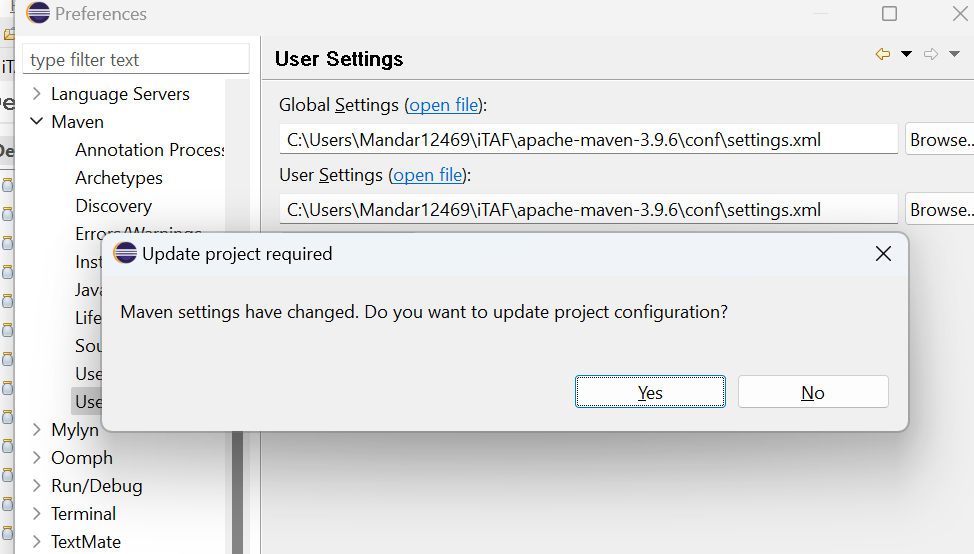 Preferences
type filter text
User Settings
Language Servers
Global Settings (open file):
Maven
C:\Users\Mandar12469\iTAF\apache-maven-3.9.6\conf\settings.xml
Browse..
Annotation Proces
User Settings (open file):
Archetypes
C:\Users\Mandar12469\iTAF\apache-maven-3.9.6\conf\settings.xml
Browse..
Discovery
Errors/Warnings
Update project required
Inst
Java
Maven settings have changed. Do you want to update project configuration?
Life
Sou
Use
Yes
No
Use
Mylyn
Oomph
Run/Debug
Terminal
TextMate